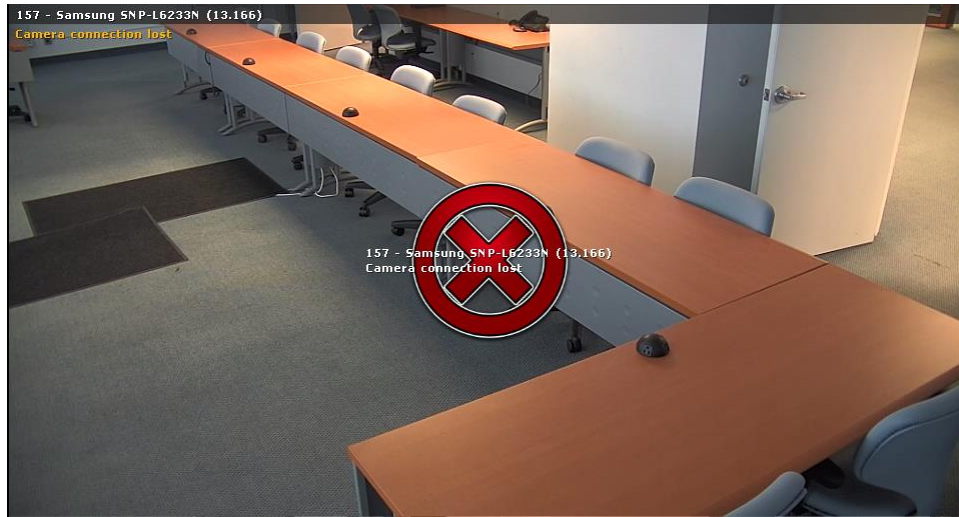 157 - Samsung SNP-L6233N (13.166)
Camera connection lost
157 - Samsung SNP-L6233N (13.166)
Camera connection lost